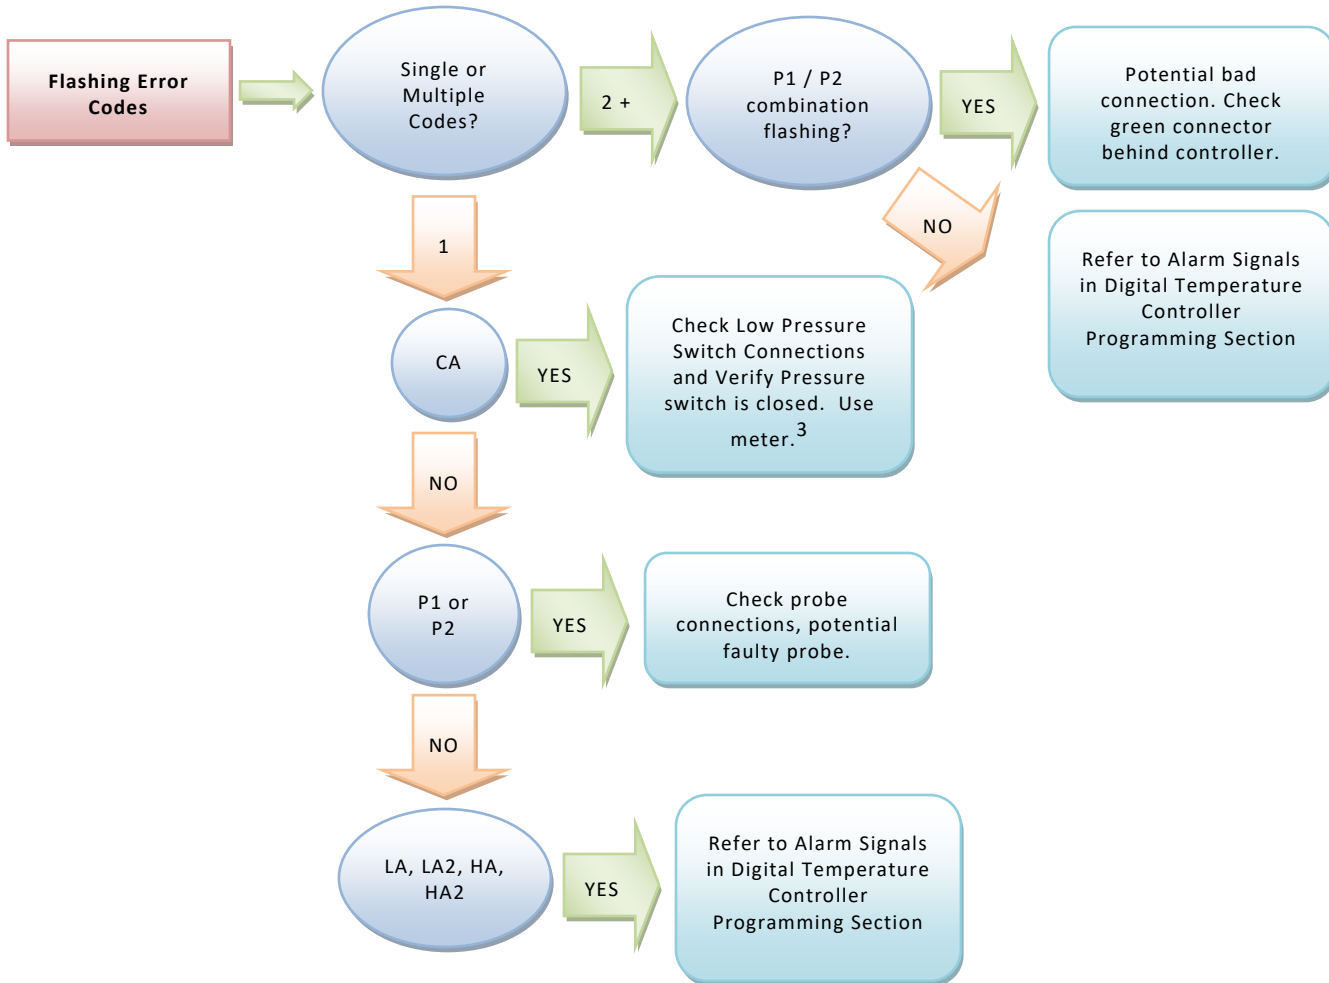 Flashing Error
Codes
Single or
Multiple
Codes?
2 +
P1 / P2
combination
flashing?
YES
Potential bad
connection. Check
green connector
behind controller.
NO
Refer to Alarm Signals
in Digital Temperature
Controller
Programming Section
1
CA
YES
Check Low Pressure
Switch Connections
and Verify Pressure
switch is closed.  Use
meter.3
NO
P1 or
P2
YES
Check probe
connections, potential
faulty probe.
NO
LA, LA2, HA,
HA2
YES
Refer to Alarm Signals
in Digital Temperature
Controller
Programming Section